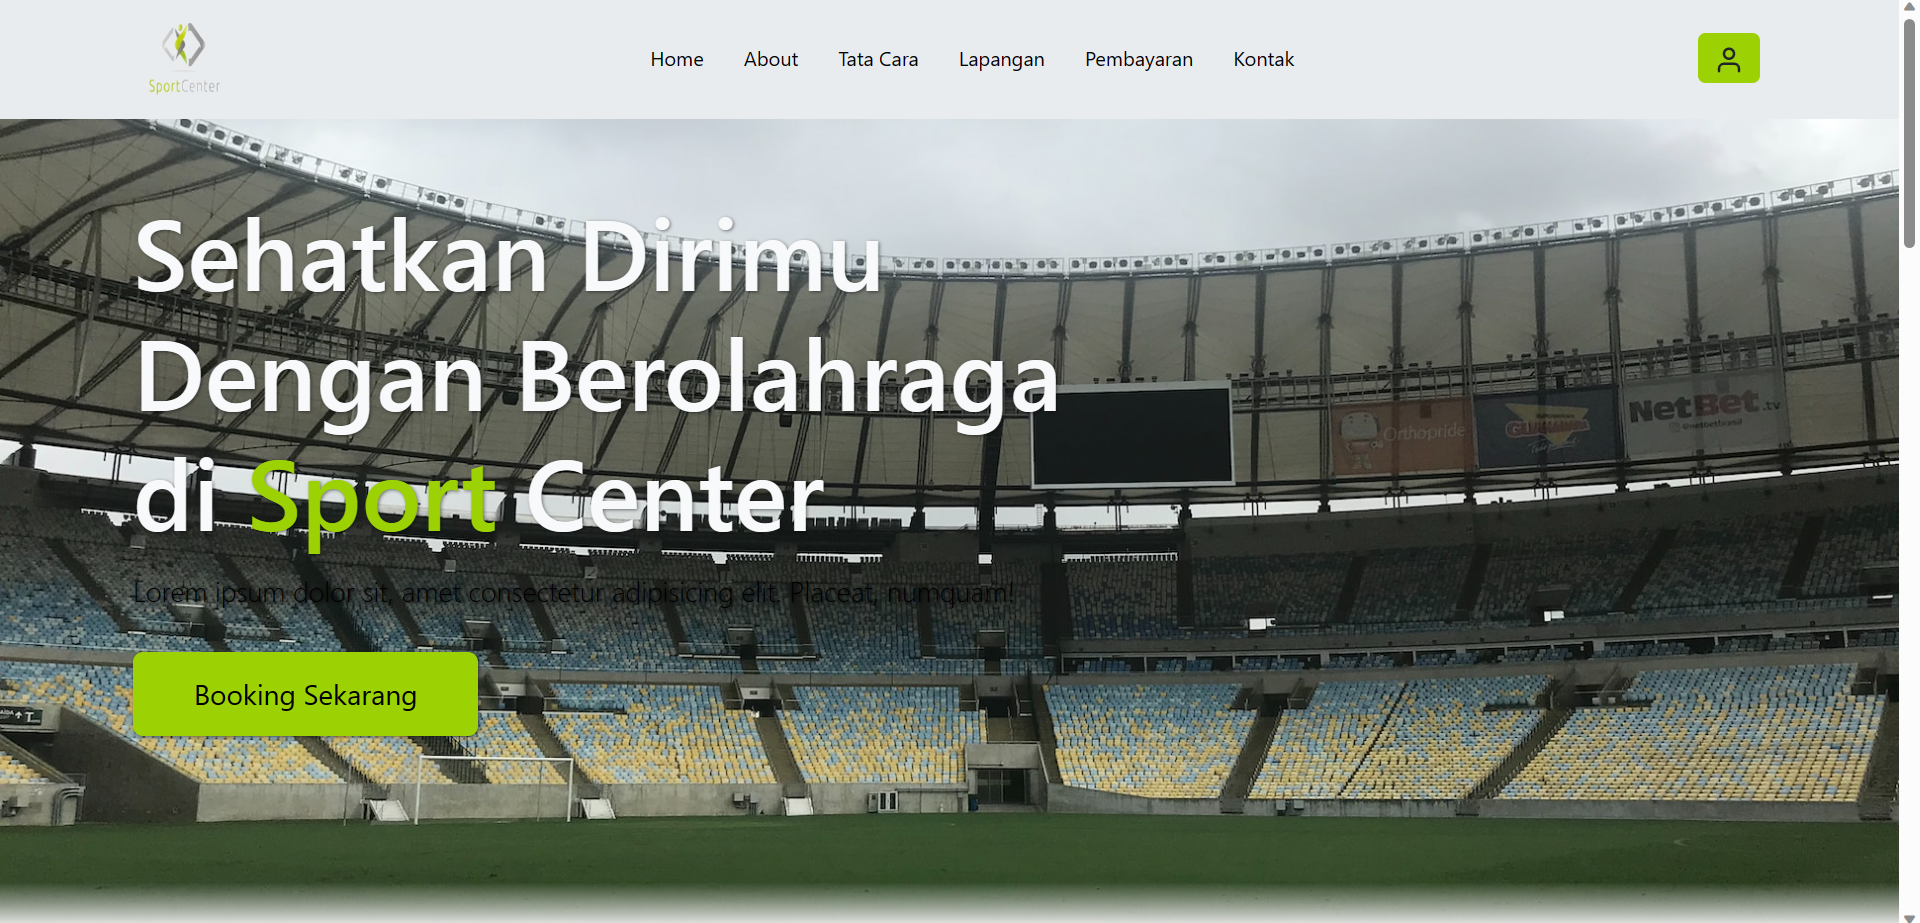 SportCenter
Home About Tata Cara Lapangan Pembayaran Kontak
Sehatkan Dirimu
Dengan Berolahraga
di Sport Center
Lorem ipsum dolor sit, amet consectetur adipisicing elit. Placeat, numquam!
Booking Sekarang
Orthopride
NetBet.tv
@netbetbrasil